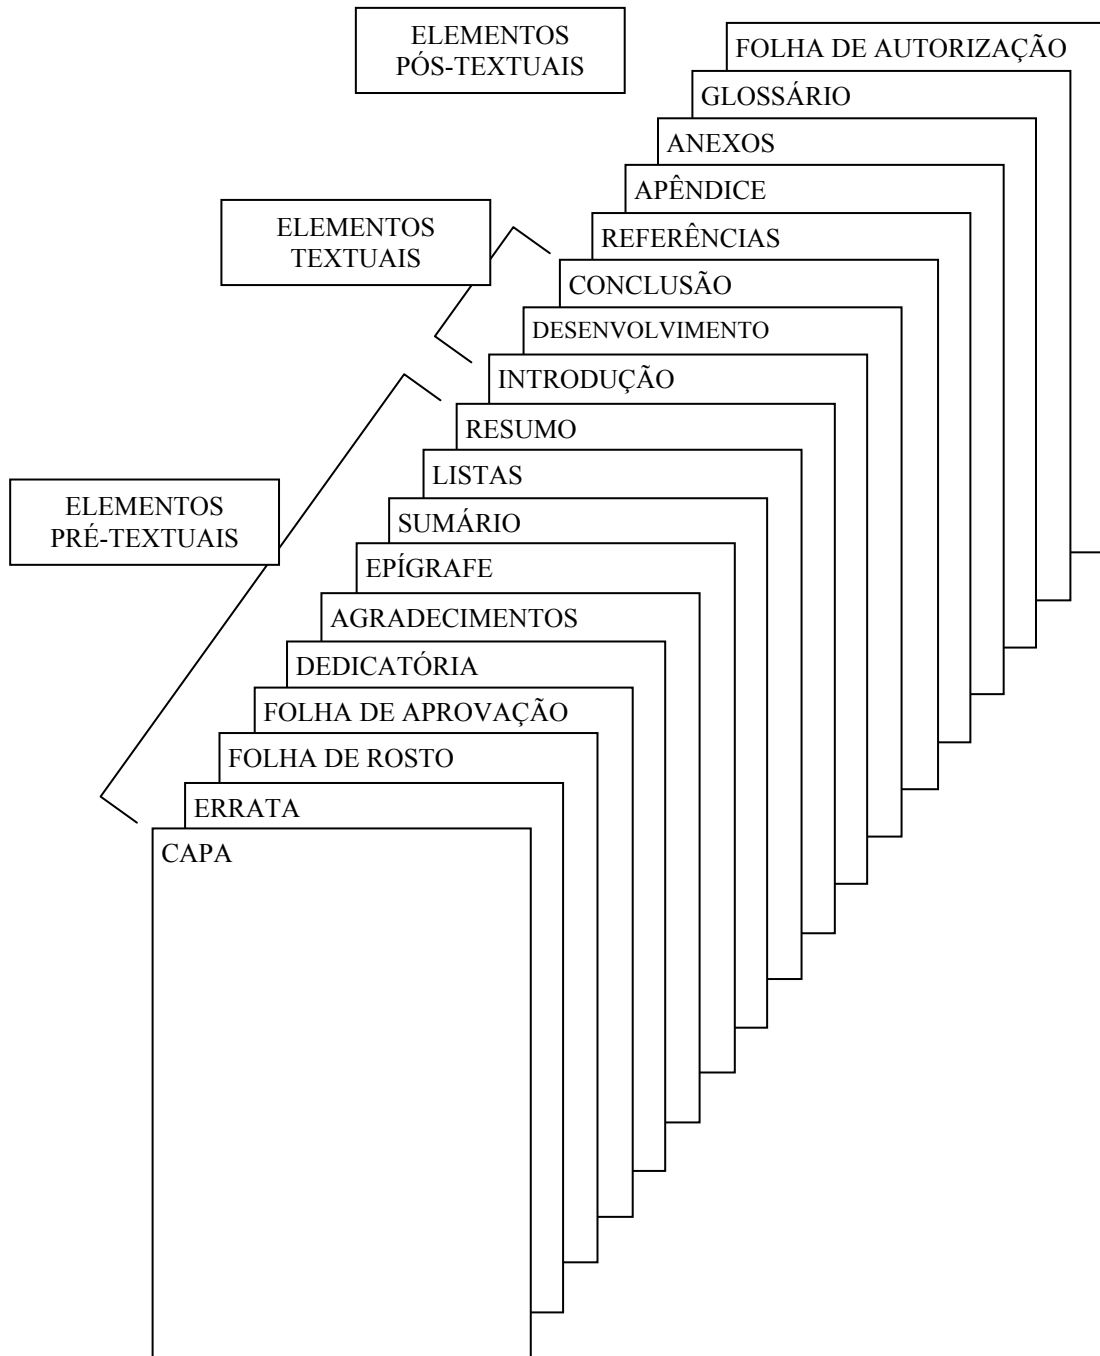 ELEMENTOS
PÓS-TEXTUAIS
FOLHA DE AUTORIZAÇÃO
GLOSSÁRIO
ANEXOS
APÊNDICE
ELEMENTOS
TEXTUAIS
REFERÊNCIAS
CONCLUSÃO
DESENVOLVIMENTO
INTRODUÇÃO
RESUMO
LISTAS
ELEMENTOS
PRÉ-TEXTUAIS
SUMÁRIO
EPÍGRAFE
AGRADECIMENTOS
DEDICATÓRIA
FOLHA DE APROVAÇÃO
FOLHA DE ROSTO
ERRATA
CAPA